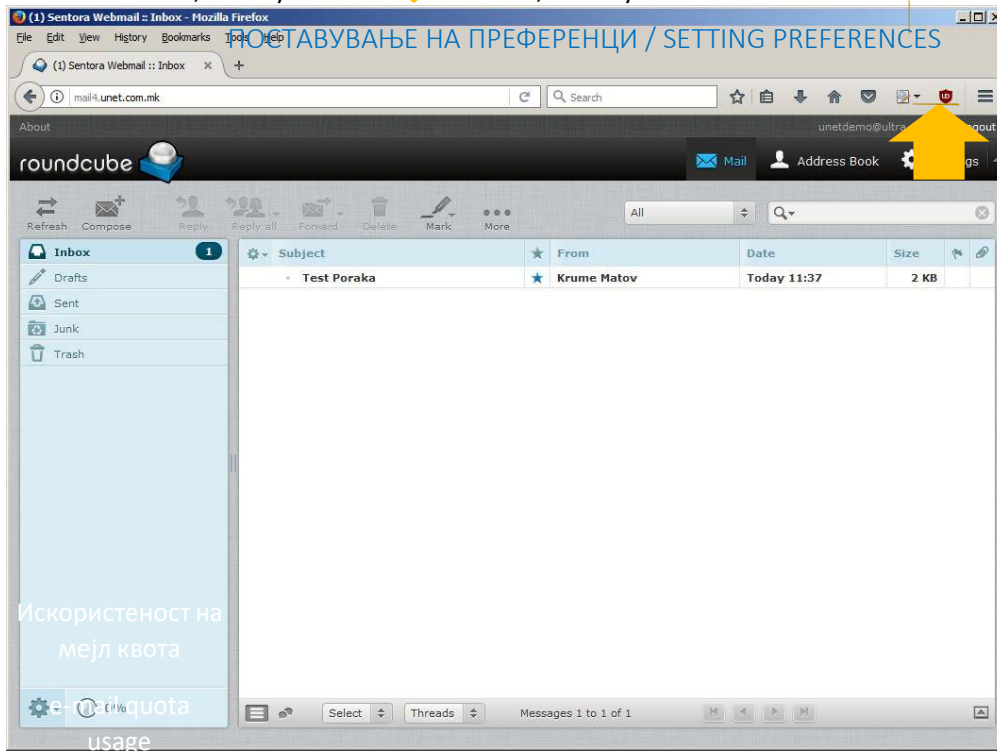 (1) Sentora Webmail :: Inbox - Mozilla Firefox
File Edit View History Bookmarks Tools Help
ПОСТАВУВАЊЕ НА ПРЕФЕРЕНЦИ / SETTING PREFERENCES
(1) Sentora Webmail :: Inbox
mail4.unet.com.mk
Search
About
unetdemo@ultra
roundcube
Mail
Address Book
Refresh Compose Reply Reply all Forward Delete Mark More
All
Inbox 1
Subject From Date Size
Drafts
Test Poraka Krume Matov Today 11:37 2 KB
Sent
Junk
Trash
Искористеност на
мејл квота
e-mail quota
usage
Select Threads Messages 1 to 1 of 1